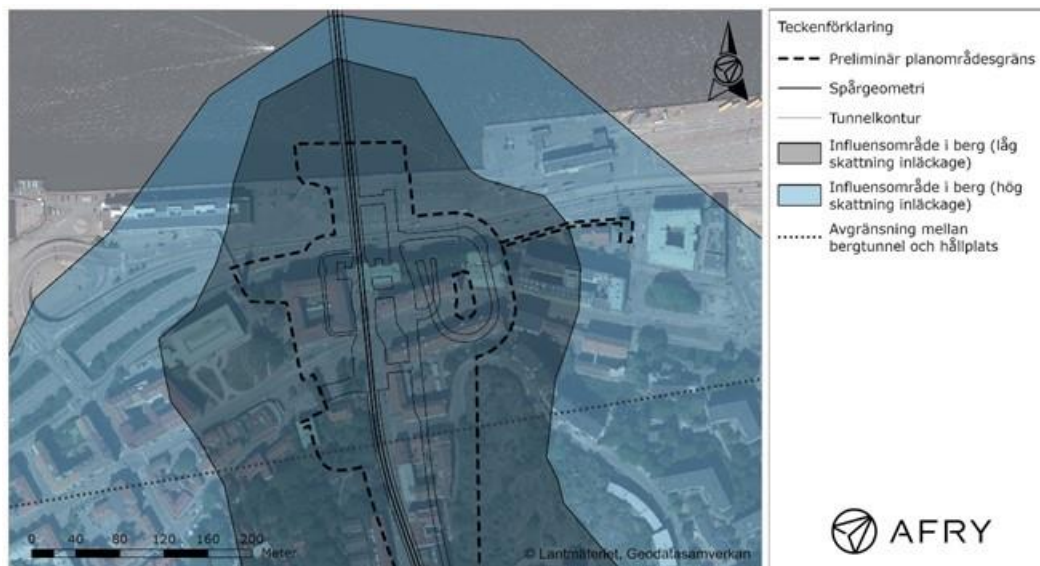 Teckenförklaring
Preliminär planområdesgräns
Spårgeometri
Tunnelkontur
Influensområde i berg (låg
skattning inläckage)
Influensområde i berg (hög
skattning inläckage)
Avgränsning mellan
bergtunnel och hållplats
0 40 80 120 160 200
Meter
© Lantmäteriet, Geodatasamverkan
AFRY